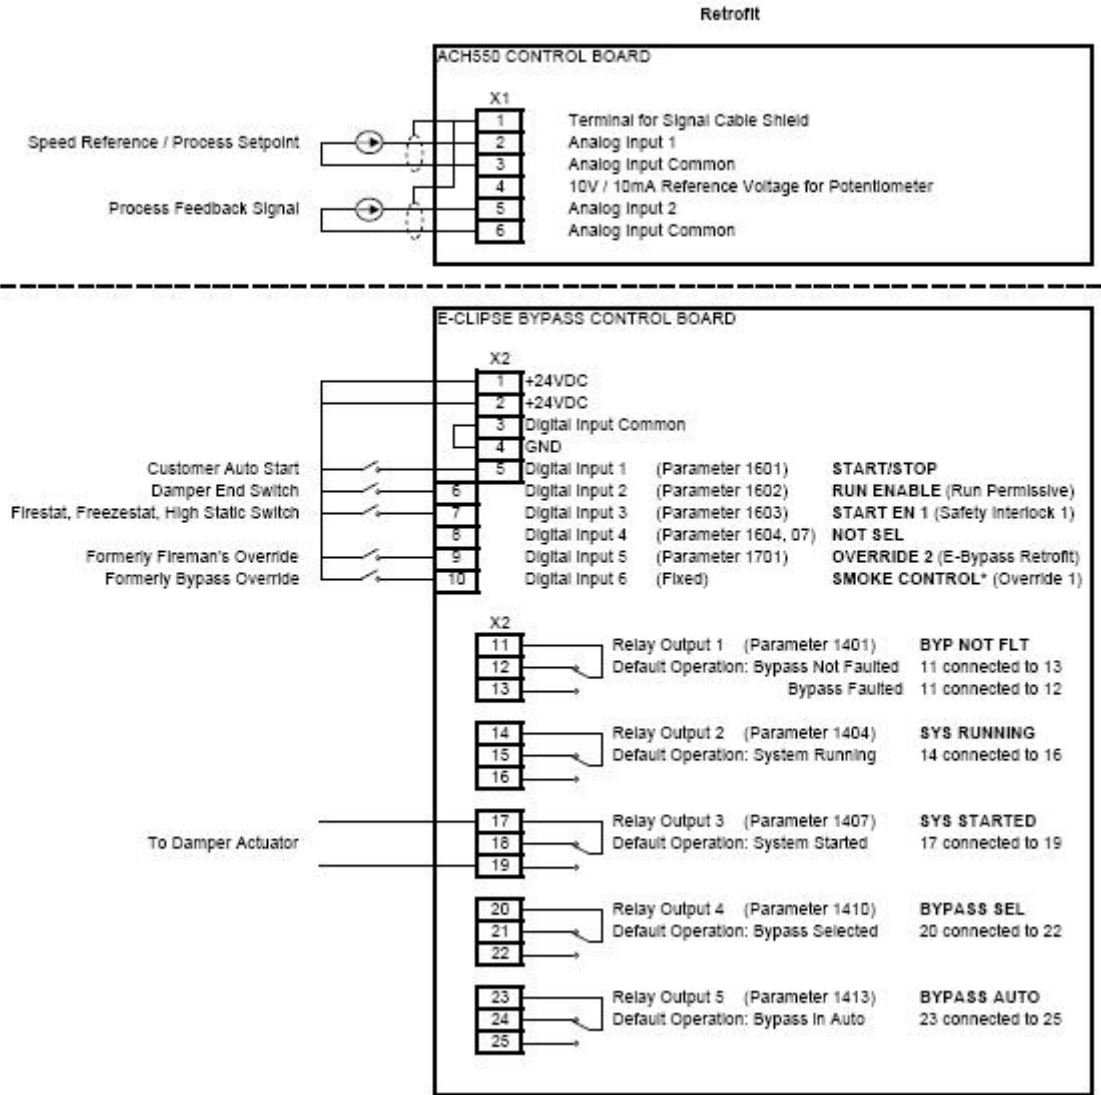 Retrofit
ACH550 CONTROL BOARD
X1
1 Terminal for Signal Cable Shield
Speed Reference / Process Setpoint 2 Analog Input 1
3 Analog Input Common
4 10V / 10mA Reference Voltage for Potentiometer
Process Feedback Signal 5 Analog Input 2
6 Analog Input Common
E-CLIPSE BYPASS CONTROL BOARD
X2
1 +24VDC
2 +24VDC
3 Digital Input Common
4 GND
Customer Auto Start 5 Digital Input 1 (Parameter 1601) START/STOP
Damper End Switch 6 Digital Input 2 (Parameter 1602) RUN ENABLE (Run Permissive)
Firestat, Freezestat, High Static Switch 7 Digital Input 3 (Parameter 1603) START EN 1 (Safety Interlock 1)
8 Digital Input 4 (Parameter 1604, 07) NOT SEL
Formerly Fireman's Override 9 Digital Input 5 (Parameter 1701) OVERRIDE 2 (E-Bypass Retrofit)
Formerly Bypass Override 10 Digital Input 6 (Fixed) SMOKE CONTROL* (Override 1)
X2
11 Relay Output 1 (Parameter 1401) BYP NOT FLT
12 Default Operation: Bypass Not Faulted 11 connected to 13
13 Bypass Faulted 11 connected to 12
14 Relay Output 2 (Parameter 1404) SYS RUNNING
15 Default Operation: System Running 14 connected to 16
16
17 Relay Output 3 (Parameter 1407) SYS STARTED
To Damper Actuator 18 Default Operation: System Started 17 connected to 19
19
20 Relay Output 4 (Parameter 1410) BYPASS SEL
21 Default Operation: Bypass Selected 20 connected to 22
22
23 Relay Output 5 (Parameter 1413) BYPASS AUTO
24 Default Operation: Bypass In Auto 23 connected to 25
25